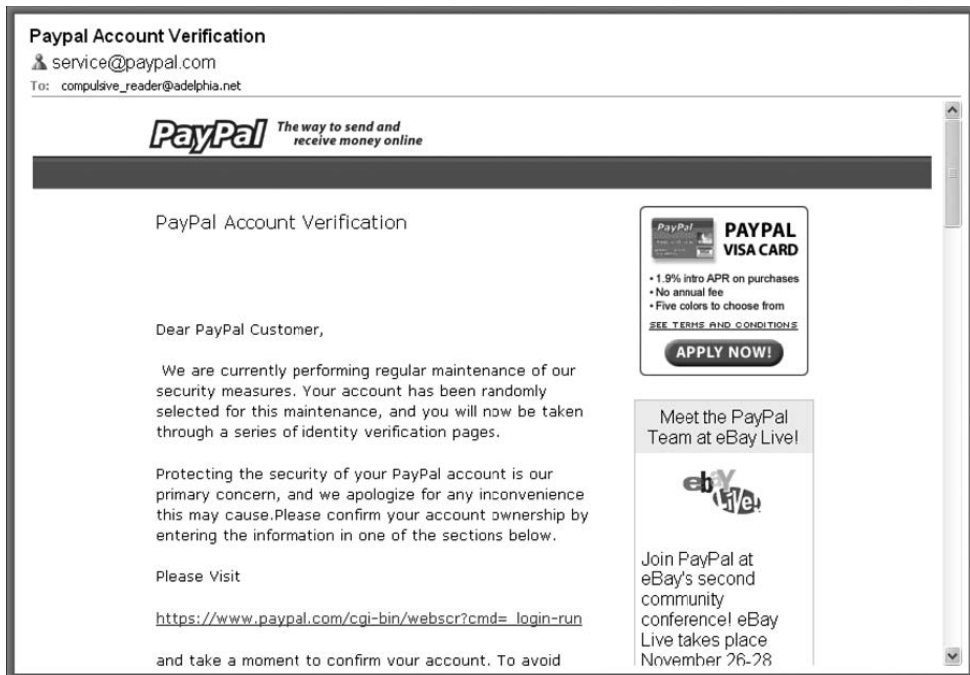 Paypal Account Verification
service@paypal.com
To: compulsive_reader@adelphia.net
PayPal The way to send and
receive money online
PayPal Account Verification
Dear PayPal Customer,
We are currently performing regular maintenance of our
security measures. Your account has been randomly
selected for this maintenance, and you will now be taken
through a series of identity verification pages.
Protecting the security of your PayPal account is our
primary concern, and we apologize for any inconvenience
this may cause.Please confirm your account ownership by
entering the information in one of the sections below.
Please Visit
https://www.paypal.com/cgi-bin/webscr?cmd=_login-run
and take a moment to confirm your account. To avoid
PayPal
PAYPAL
VISA CARD
• 1.9% intro APR on purchases
• No annual fee
• Five colors to choose from
SEE TERMS AND CONDITIONS
APPLY NOW!
Meet the PayPal
Team at eBay Live!
ebay
Live!
Join PayPal at
eBay's second
community
conference! eBay
Live takes place
November 26-28